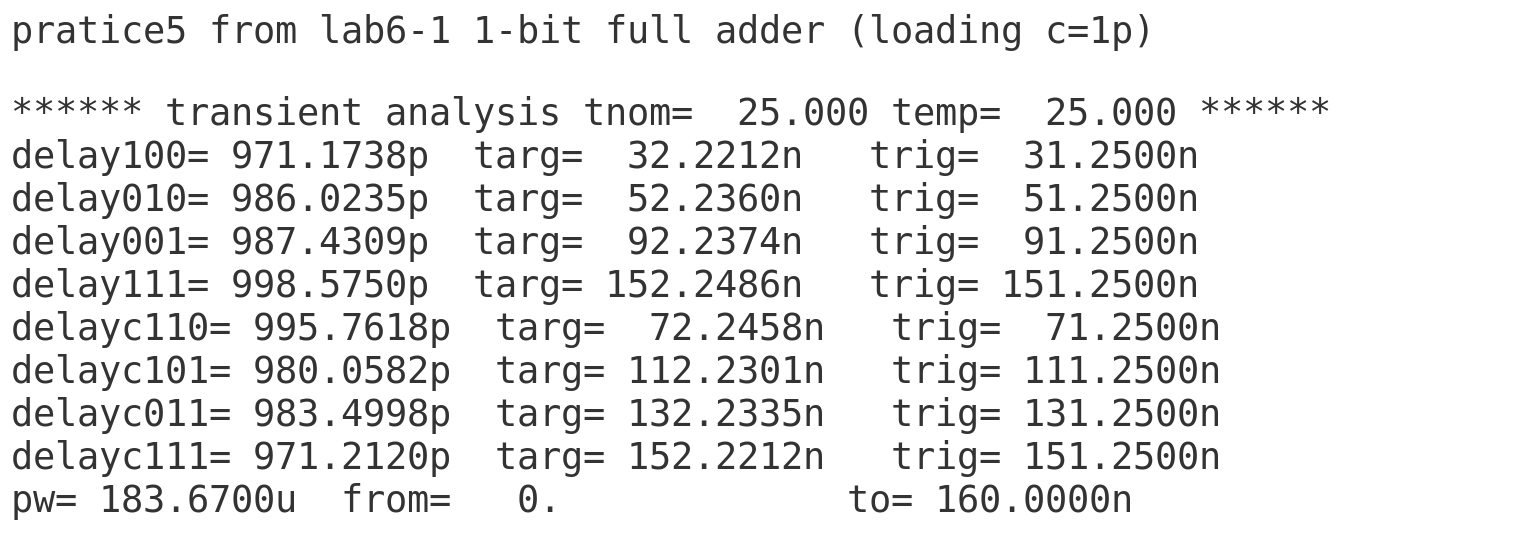 pratice5 from lab6-1 1-bit full adder (loading c=1p)
****** transient analysis tnom=  25.000 temp=  25.000 ******
delay100= 971.1738p  targ=  32.2212n   trig=  31.2500n
delay010= 986.0235p  targ=  52.2360n   trig=  51.2500n
delay001= 987.4309p  targ=  92.2374n   trig=  91.2500n
delay111= 998.5750p  targ= 152.2486n   trig= 151.2500n
delayc110= 995.7618p  targ=  72.2458n   trig=  71.2500n
delayc101= 980.0582p  targ= 112.2301n   trig= 111.2500n
delayc011= 983.4998p  targ= 132.2335n   trig= 131.2500n
delayc111= 971.2120p  targ= 152.2212n   trig= 151.2500n
pw= 183.6700u  from=   0.             to= 160.0000n